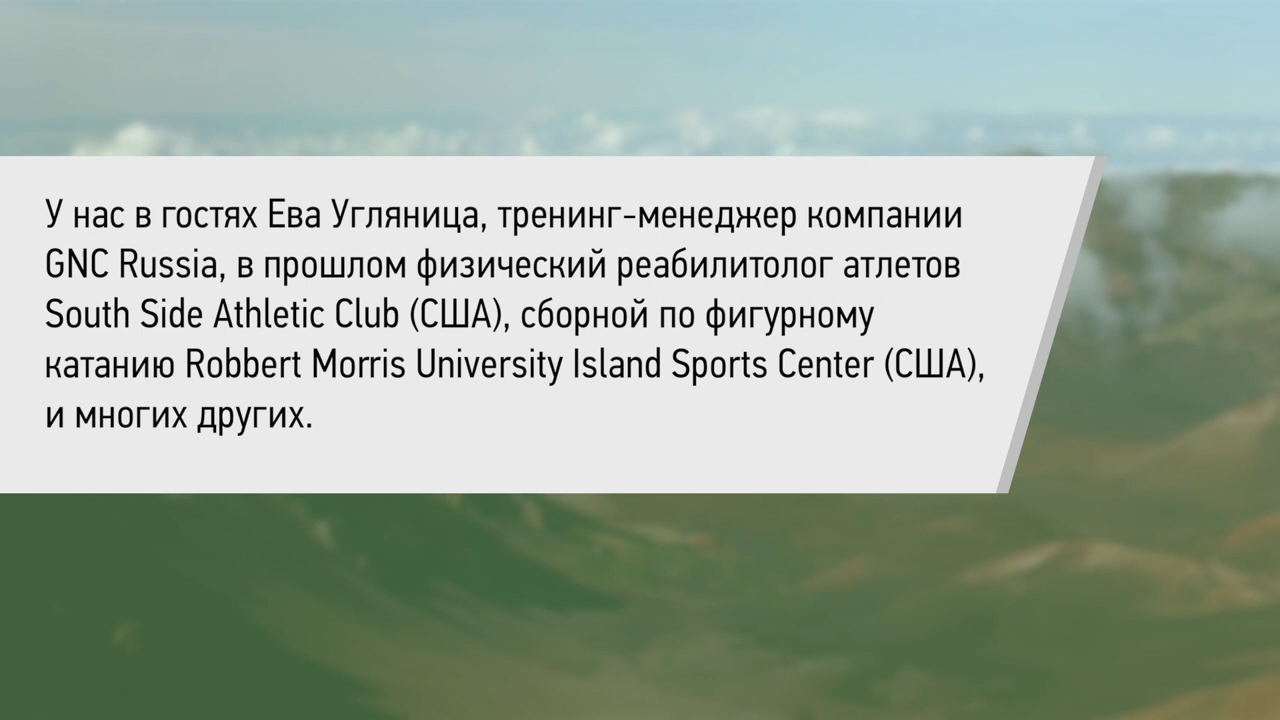 У нас в гостях Ева Угляница, тренинг-менеджер компании
GNC Russia, в прошлом физический реабилитолог атлетов
South Side Athletic Club (США), сборной по фигурному
катанию Robbert Morris University Island Sports Center (США),
и многих других.